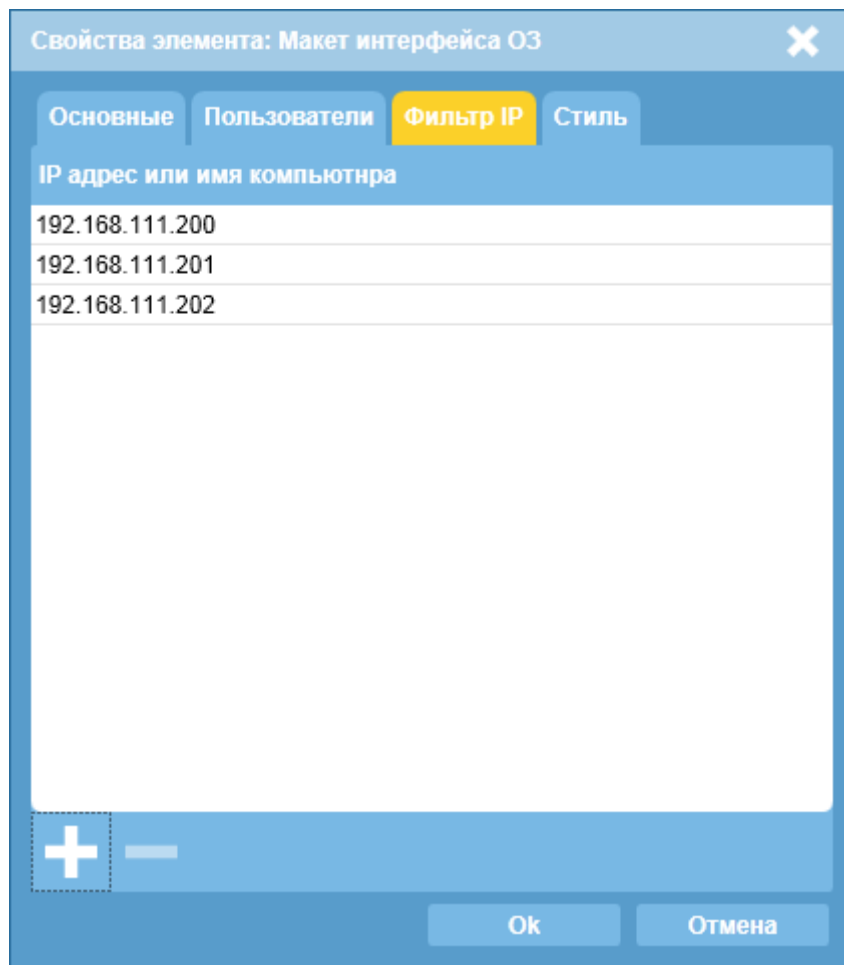 Свойства элемента: Макет интерфейса ОЗ
Основные Пользователи Фильтр IP Стиль
IP адрес или имя компьютнра
192.168.111.200
192.168.111.201
192.168.111.202
Ok Отмена